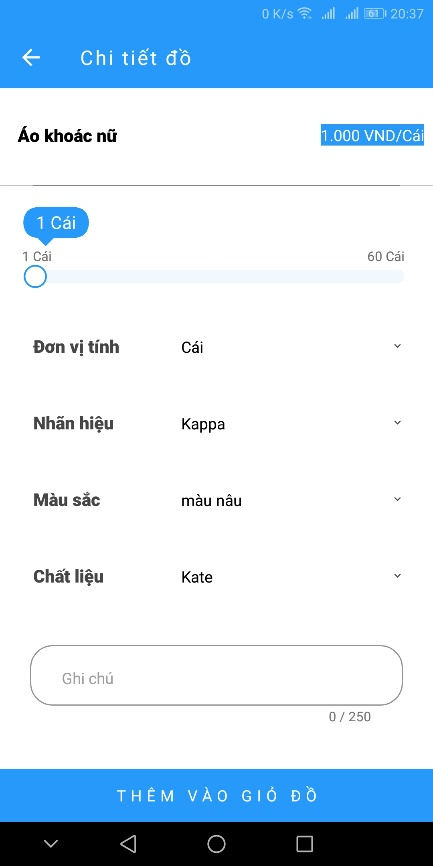 0 K/s 61 20:37
Chi tiết đồ
Áo khoác nữ 1.000 VND/Cái
1 Cái
1 Cái 60 Cái
Đơn vị tính Cái
Nhãn hiệu Kappa
Màu sắc màu nâu
Chất liệu Kate
Ghi chú
0 / 250
THÊM VÀO GIỎ ĐỒ